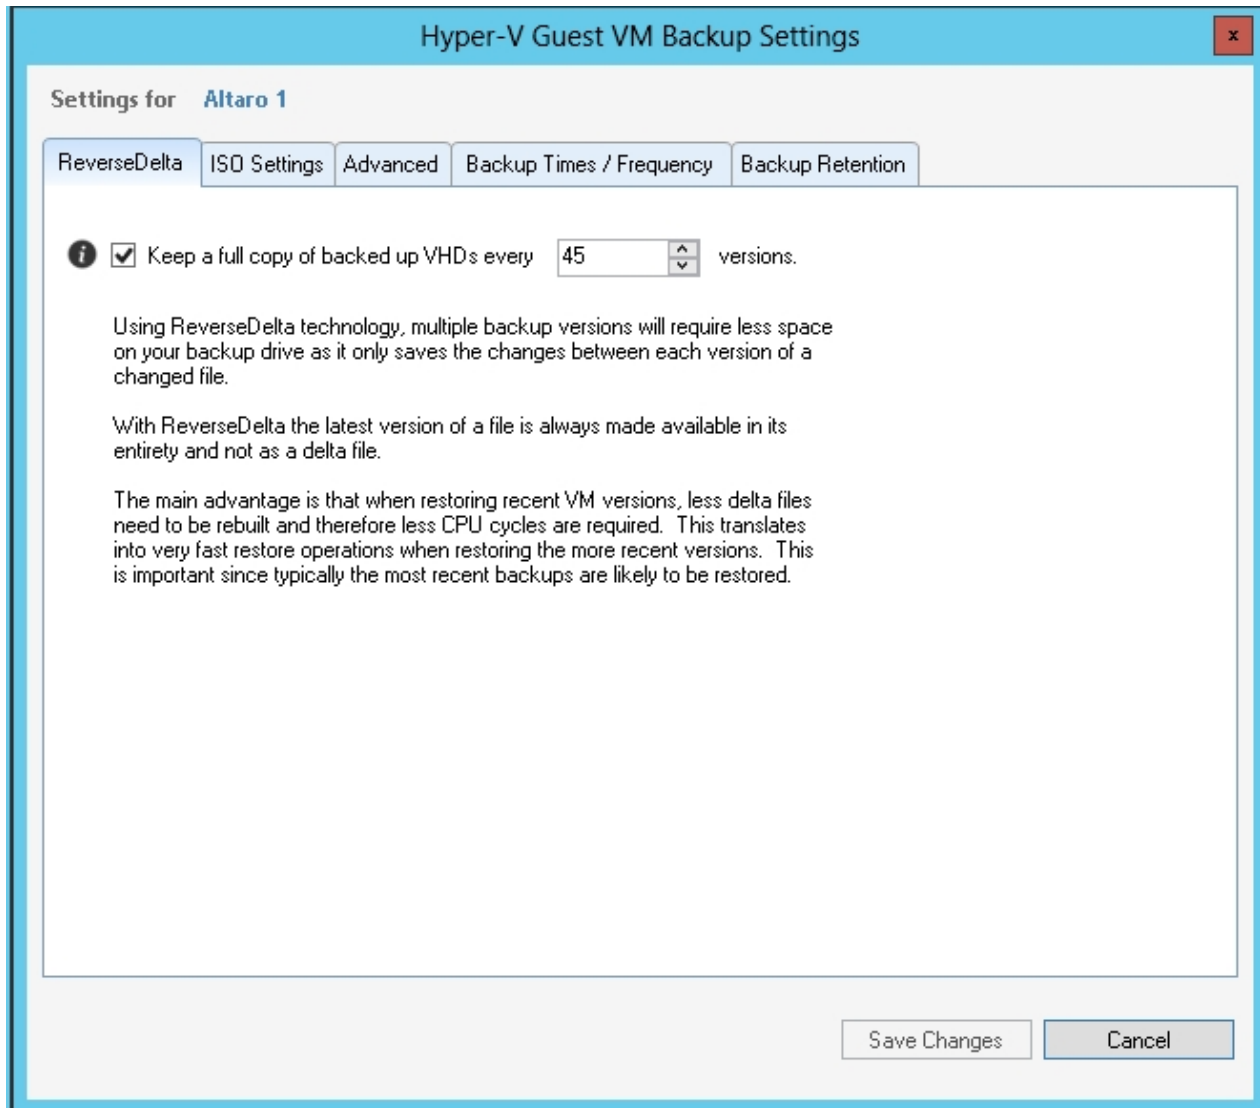 Hyper-V Guest VM Backup Settings
x
Settings for Altaro 1
ReverseDelta ISO Settings Advanced Backup Times / Frequency Backup Retention
i Keep a full copy of backed up VHDs every 45 versions.
Using ReverseDelta technology, multiple backup versions will require less space
on your backup drive as it only saves the changes between each version of a
changed file.
With ReverseDelta the latest version of a file is always made available in its
entirety and not as a delta file.
The main advantage is that when restoring recent VM versions, less delta files
need to be rebuilt and therefore less CPU cycles are required. This translates
into very fast restore operations when restoring the more recent versions. This
is important since typically the most recent backups are likely to be restored.
Save Changes Cancel